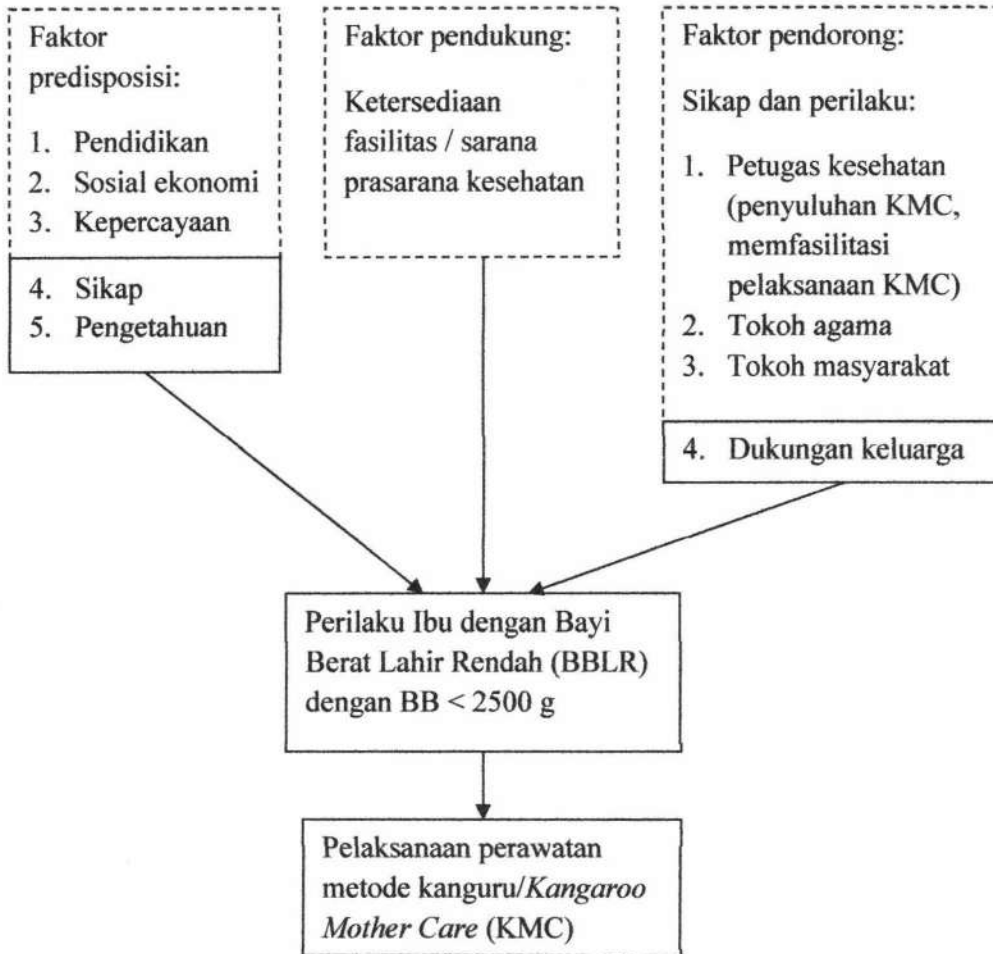 Faktor
predisposisi:
1. Pendidikan
2. Sosial ekonomi
3. Kepercayaan
4. Sikap
5. Pengetahuan
Faktor pendukung:
Ketersediaan
fasilitas / sarana
prasarana kesehatan
Faktor pendorong:
Sikap dan perilaku:
1. Petugas kesehatan
(penyuluhan KMC,
memfasilitasi
pelaksanaan KMC)
2. Tokoh agama
3. Tokoh masyarakat
4. Dukungan keluarga
Perilaku Ibu dengan Bayi
Berat Lahir Rendah (BBLR)
dengan BB < 2500 g
Pelaksanaan perawatan
metode kanguru/Kangaroo
Mother Care (KMC)